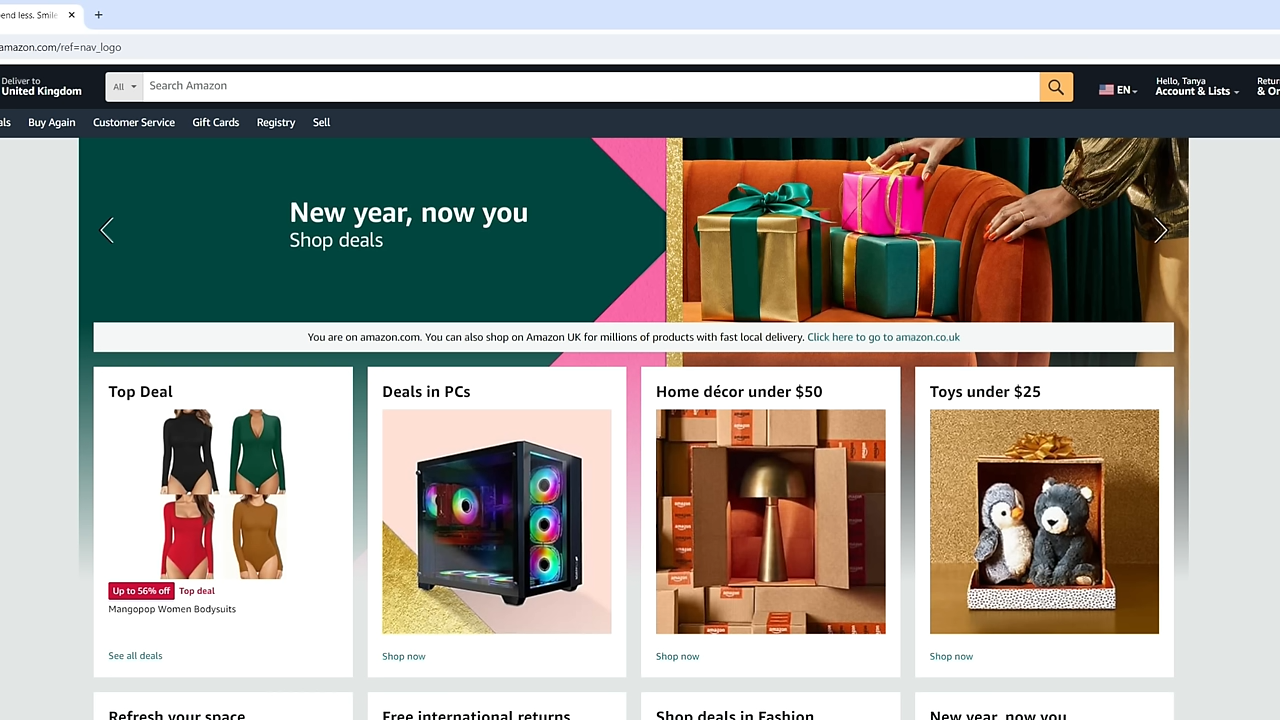 end less. Smile
amazon.com/ref=nav_logo
Deliver to
United Kingdom
All
Search Amazon
EN
Hello, Tanya
Account & Lists
Retur
& Or
als
Buy Again
Customer Service
Gift Cards
Registry
Sell
New year, now you
Shop deals
You are on amazon.com. You can also shop on Amazon UK for millions of products with fast local delivery. Click here to go to amazon.co.uk
Top Deal
Up to 56% off
Top deal
Mangopop Women Bodysuits
See all deals
Deals in PCs
Shop now
Home décor under $50
amazon
Shop now
Toys under $25
Shop now
Refresh your space
Free international returns
Shop deals in Fashion
New year, now you